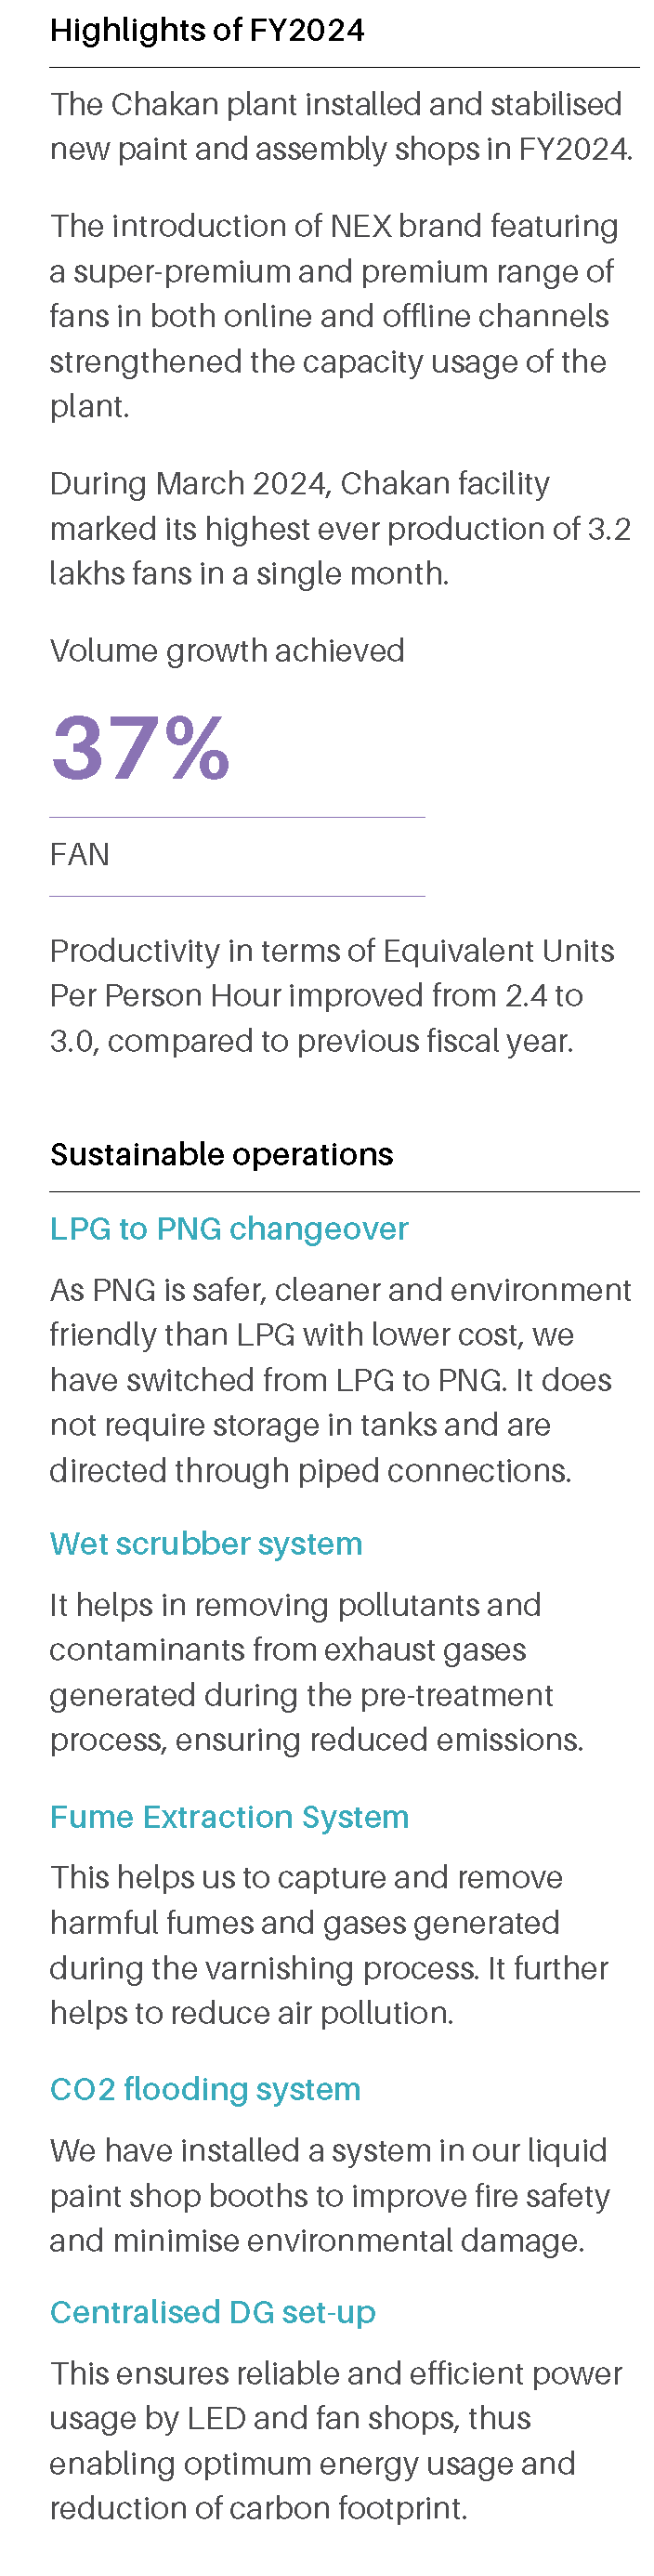 Highlights of FY2024
The Chakan plant installed and stabilised
new paint and assembly shops in FY2024.
The introduction of NEX brand featuring
a super-premium and premium range of
fans in both online and offline channels
strengthened the capacity usage of the
plant.
During March 2024, Chakan facility
marked its highest ever production of 3.2
lakhs fans in a single month.
Volume growth achieved
37%
FAN
Productivity in terms of Equivalent Units
Per Person Hour improved from 2.4 to
3.0, compared to previous fiscal year.
Sustainable operations
LPG to PNG changeover
As PNG is safer, cleaner and environment
friendly than LPG with lower cost, we
have switched from LPG to PNG. It does
not require storage in tanks and are
directed through piped connections.
Wet scrubber system
It helps in removing pollutants and
contaminants from exhaust gases
generated during the pre-treatment
process, ensuring reduced emissions.
Fume Extraction System
This helps us to capture and remove
harmful fumes and gases generated
during the varnishing process. It further
helps to reduce air pollution.
CO2 flooding system
We have installed a system in our liquid
paint shop booths to improve fire safety
and minimise environmental damage.
Centralised DG set-up
This ensures reliable and efficient power
usage by LED and fan shops, thus
enabling optimum energy usage and
reduction of carbon footprint.